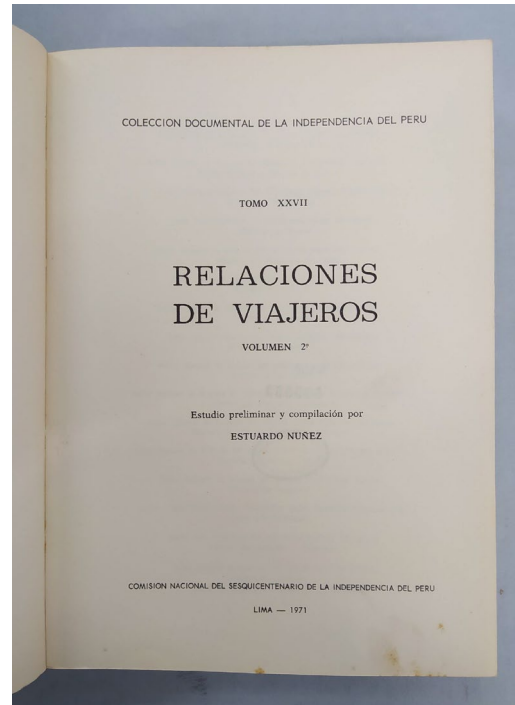 COLECCION DOCUMENTAL DE LA INDEPENDENCIA DEL PERU
TOMO XXVII
RELACIONES
DE VIAJEROS
VOLUMEN 2º
Estudio preliminar y compilación por
ESTUARDO NUÑEZ
COMISION NACIONAL DEL SESQUICENTENARIO DE LA INDEPENDENCIA DEL PERU
LIMA — 1971